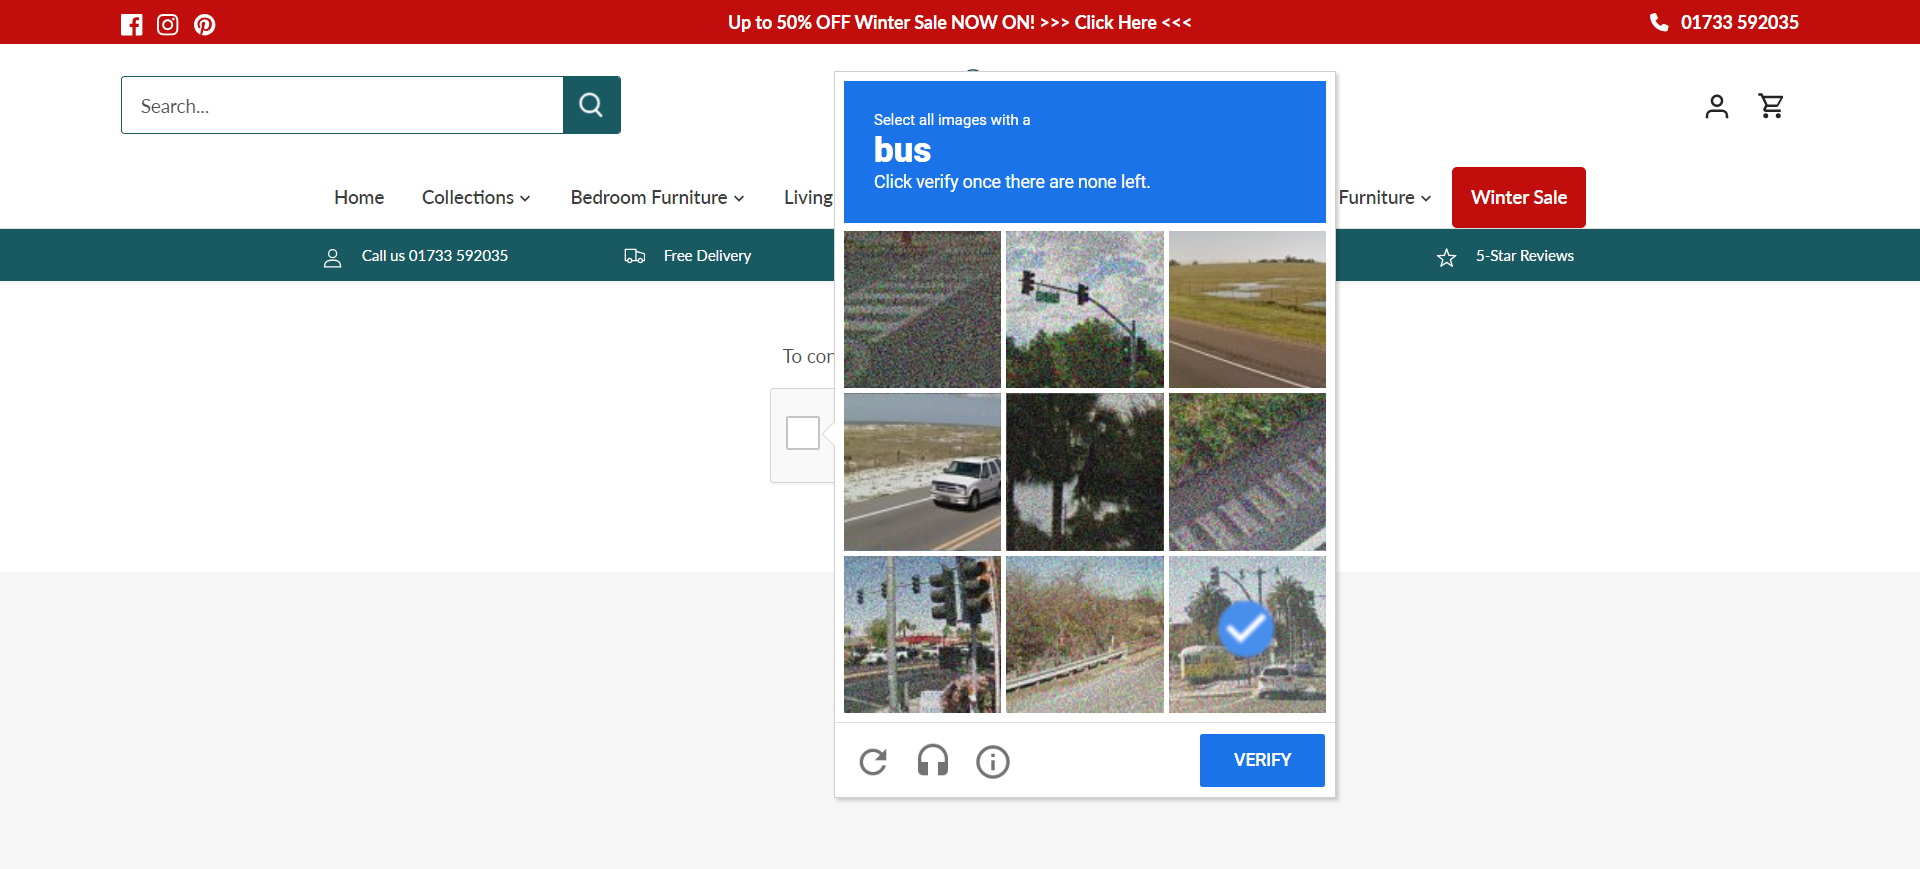 Up to 50% OFF Winter Sale NOW ON! >>> Click Here <<<
01733 592035
Search...
Home
Collections
Bedroom Furniture
Living
Furniture
Winter Sale
Call us 01733 592035
Free Delivery
5-Star Reviews
To con
Select all images with a
bus
Click verify once there are none left.
VERIFY